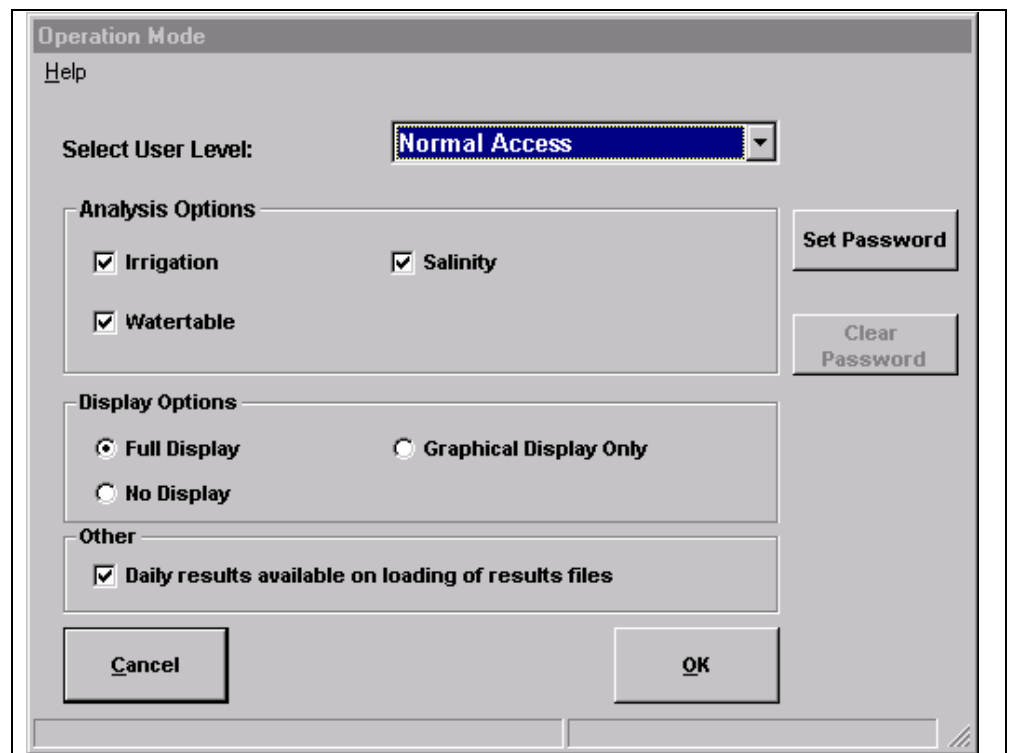 Operation Mode
Help
Select User Level:
Normal Access
Analysis Options
Irrigation
Salinity
Watertable
Set Password
Clear
Password
Display Options
Full Display
Graphical Display Only
No Display
Other
Daily results available on loading of results files
Cancel
OK